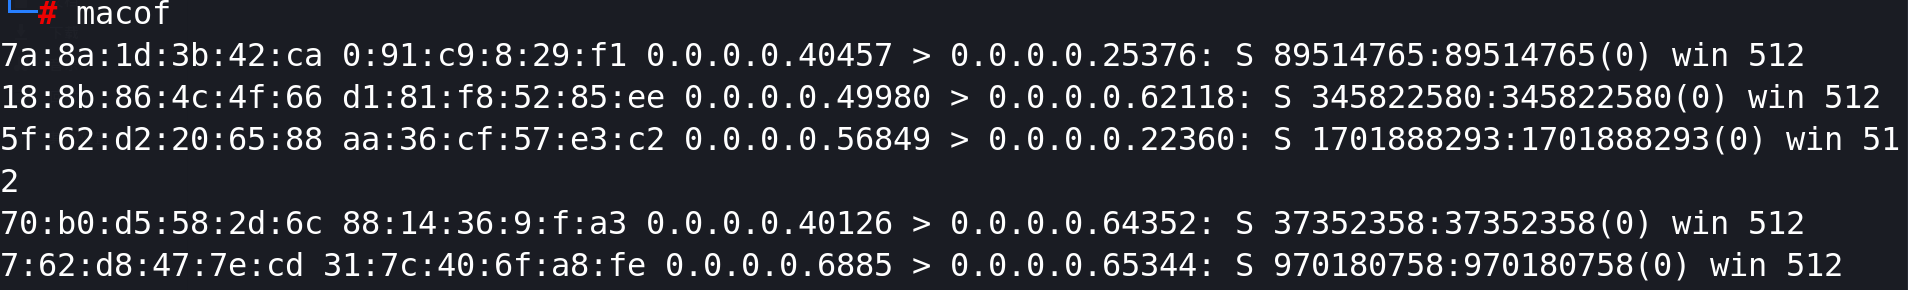 └─# macof
7a:8a:1d:3b:42:ca 0:91:c9:8:29:f1 0.0.0.0.40457 > 0.0.0.0.25376: S 89514765:89514765(0) win 512
18:8b:86:4c:4f:66 d1:81:f8:52:85:ee 0.0.0.0.49980 > 0.0.0.0.62118: S 345822580:345822580(0) win 512
5f:62:d2:20:65:88 aa:36:cf:57:e3:c2 0.0.0.0.56849 > 0.0.0.0.22360: S 1701888293:1701888293(0) win 51
2
70:b0:d5:58:2d:6c 88:14:36:9:f:a3 0.0.0.0.40126 > 0.0.0.0.64352: S 37352358:37352358(0) win 512
7:62:d8:47:7e:cd 31:7c:40:6f:a8:fe 0.0.0.0.6885 > 0.0.0.0.65344: S 970180758:970180758(0) win 512